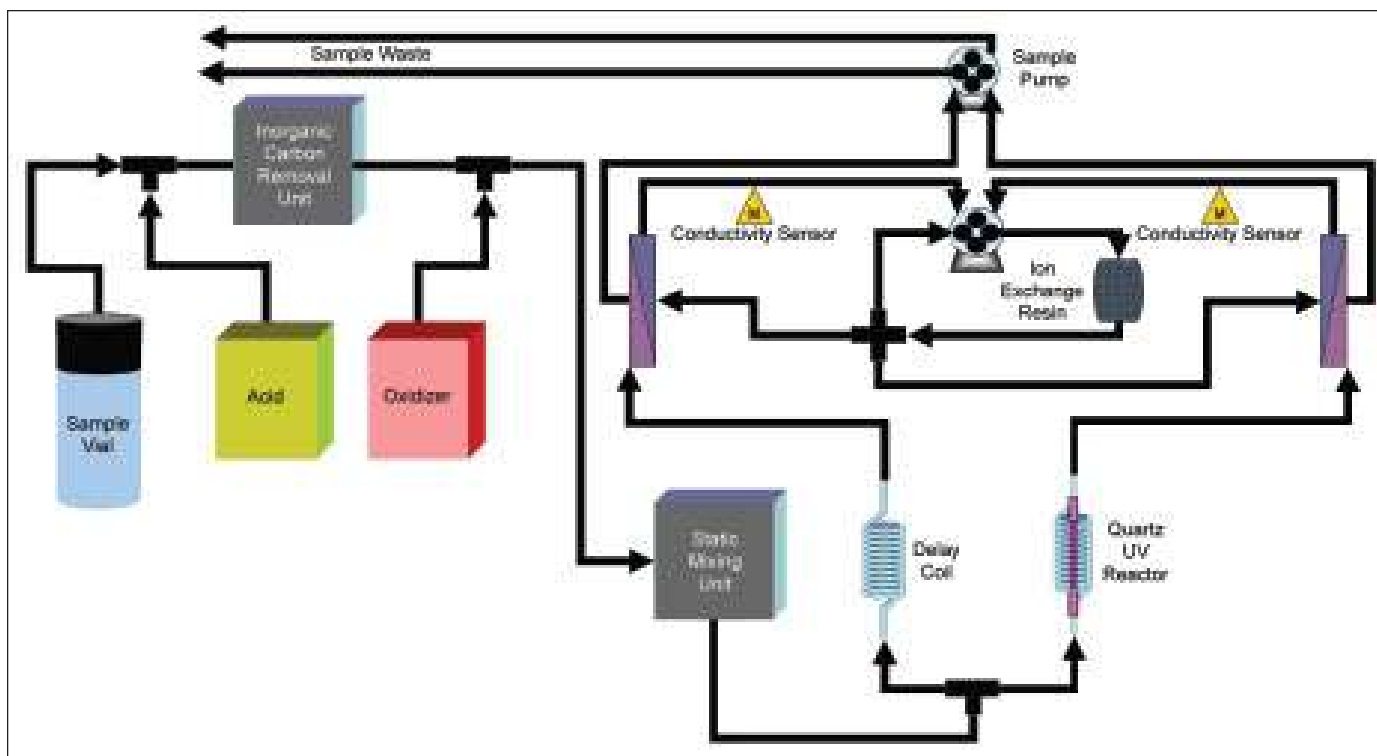 Sample Waste
Sample
Pump
Inorganic
Carbon
Removal
Unit
M
Conductivity Sensor
M
Conductivity Sensor
Ion
Exchange
Resin
Sample
Vial
Acid
Oxidizer
Static
Mixing
Unit
Delay
Coil
Quartz
UV
Reactor